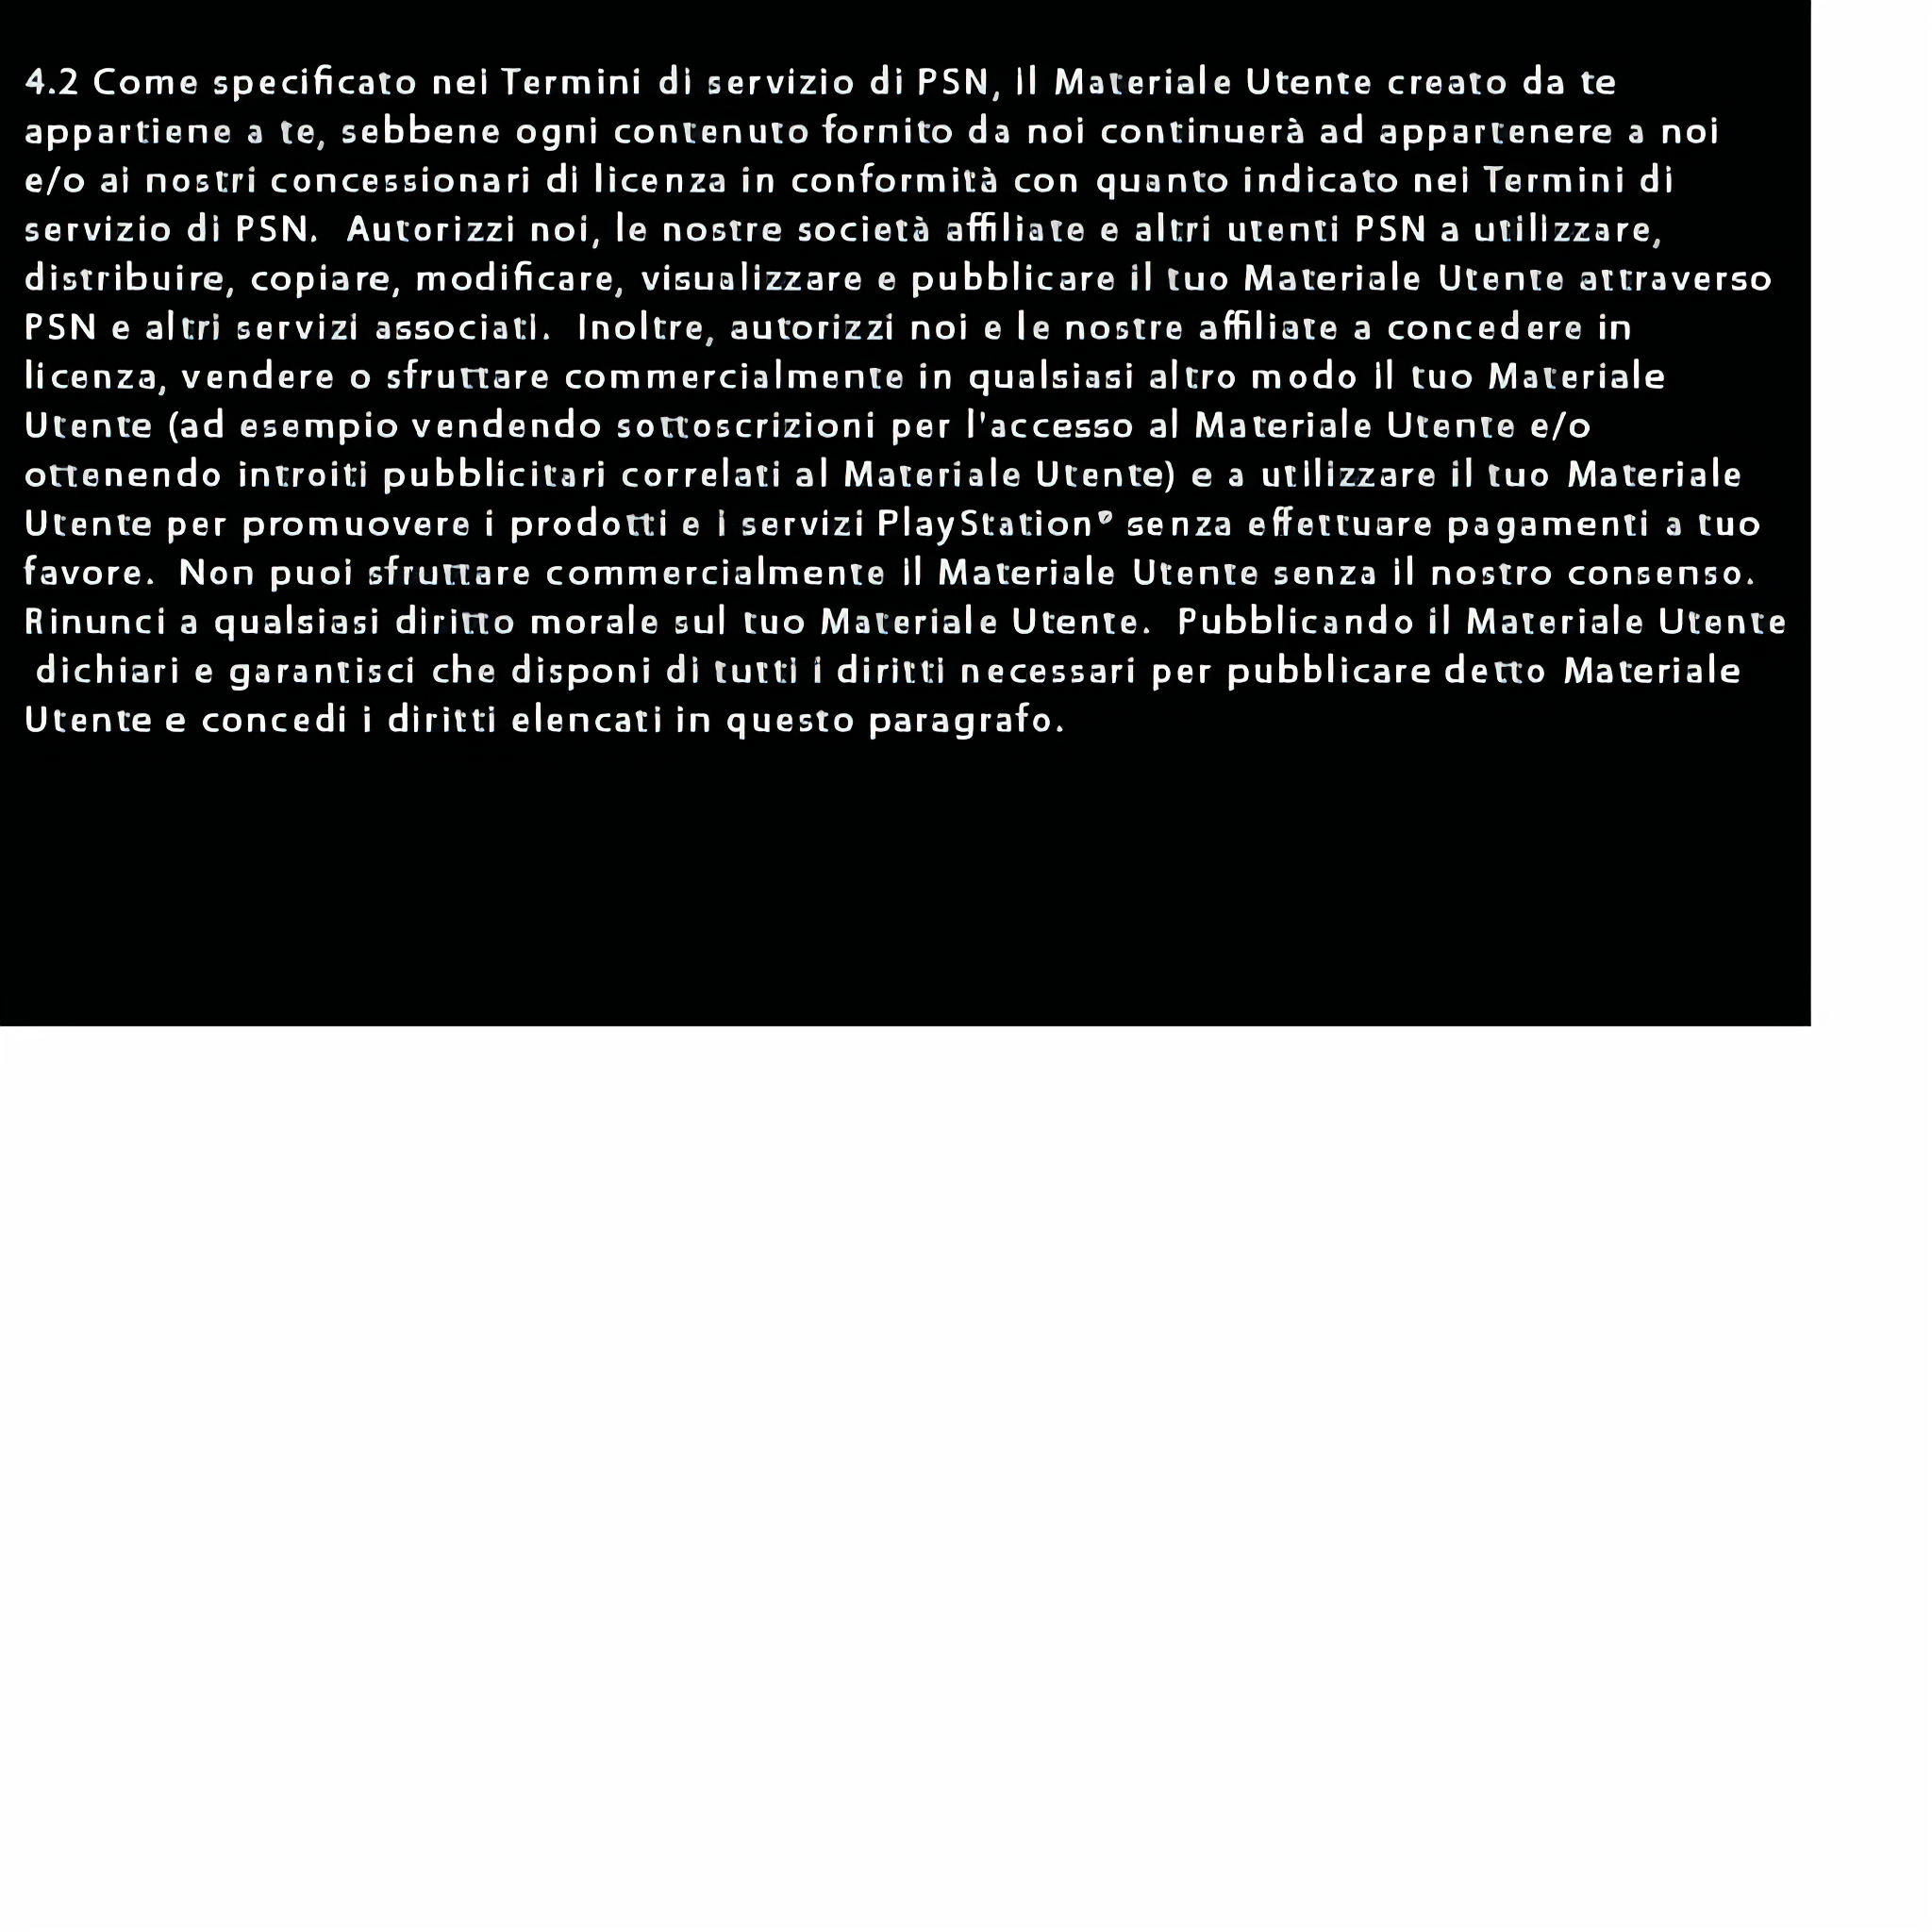 4.2 Come specificato nei Termini di servizio di PSN, il Materiale Utente creato da te
appartiene a te, sebbene ogni contenuto fornito da noi continuerà ad appartenere a noi
e/o ai nostri concessionari di licenza in conformità con quanto indicato nei Termini di
servizio di PSN. Autorizzi noi, le nostre società affiliate e altri utenti PSN a utilizzare,
distribuire, copiare, modificare, visualizzare e pubblicare il tuo Materiale Utente attraverso
PSN e altri servizi associati. Inoltre, autorizzi noi e le nostre affiliate a concedere in
licenza, vendere o sfruttare commercialmente in qualsiasi altro modo il tuo Materiale
Utente (ad esempio vendendo sottoscrizioni per l'accesso al Materiale Utente e/o
ottenendo introiti pubblicitari correlati al Materiale Utente) e a utilizzare il tuo Materiale
Utente per promuovere i prodotti e i servizi PlayStation® senza effettuare pagamenti a tuo
favore. Non puoi sfruttare commercialmente il Materiale Utente senza il nostro consenso.
Rinunci a qualsiasi diritto morale sul tuo Materiale Utente. Pubblicando il Materiale Utente
dichiari e garantisci che disponi di tutti i diritti necessari per pubblicare detto Materiale
Utente e concedi i diritti elencati in questo paragrafo.